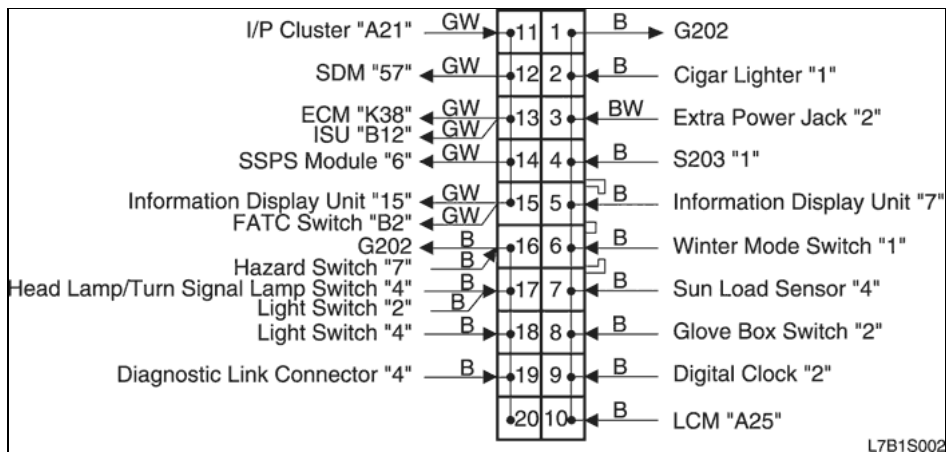 I/P Cluster "A21" GW 11 1 B G202
SDM "57" GW 12 2 B Cigar Lighter "1"
ECM "K38" GW 13 3 BW Extra Power Jack "2"
ISU "B12" GW
SSPS Module "6" GW 14 4 B S203 "1"
Information Display Unit "15" GW 15 5 B Information Display Unit "7"
FATC Switch "B2" GW
G202 B 16 6 B Winter Mode Switch "1"
Hazard Switch "7" B
Head Lamp/Turn Signal Lamp Switch "4" B 17 7 B Sun Load Sensor "4"
Light Switch "2" B
Light Switch "4" B 18 8 B Glove Box Switch "2"
Diagnostic Link Connector "4" B 19 9 B Digital Clock "2"
20 10 B LCM "A25"
L7B1S002